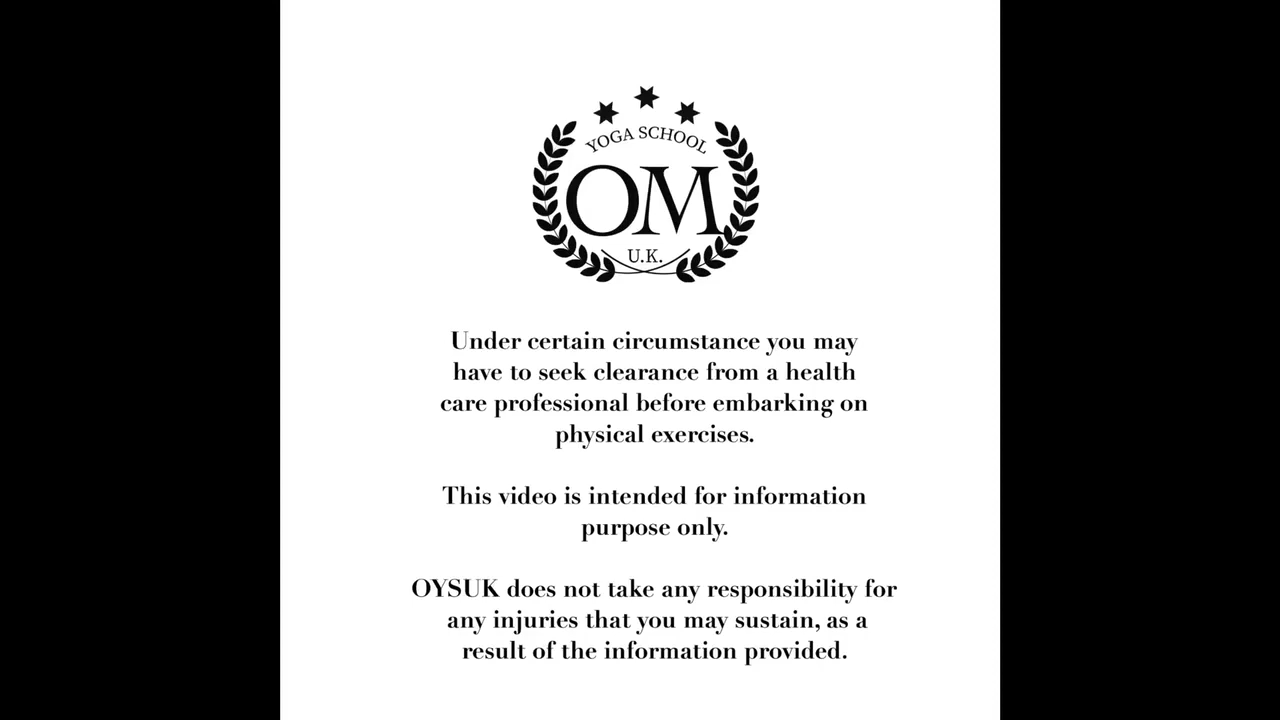 YOGA SCHOOL
OM
U.K.
Under certain circumstance you may
have to seek clearance from a health
care professional before embarking on
physical exercises.
This video is intended for information
purpose only.
OYSUK does not take any responsibility for
any injuries that you may sustain, as a
result of the information provided.